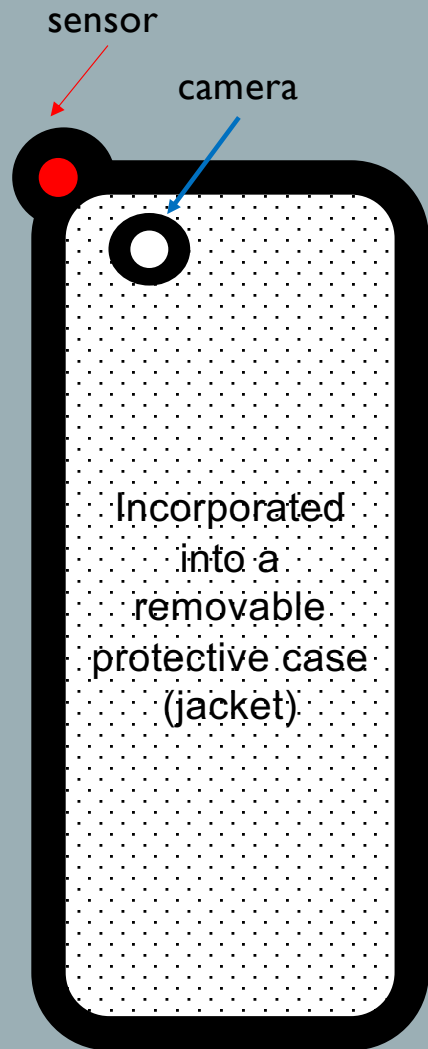 sensor
camera
Incorporated
into a
removable
protective case
(jacket)